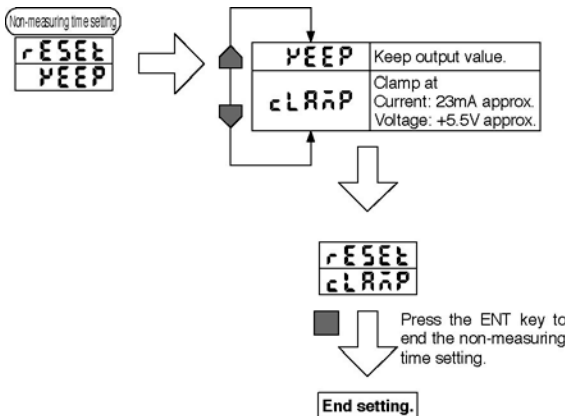 Non-measuring time setting
rESEt
KEEP
KEEP Keep output value.
cLAmP Clamp at
Current: 23mA approx.
Voltage: +5.5V approx.
rESEt
cLAmP
Press the ENT key to
end the non-measuring
time setting.
End setting.